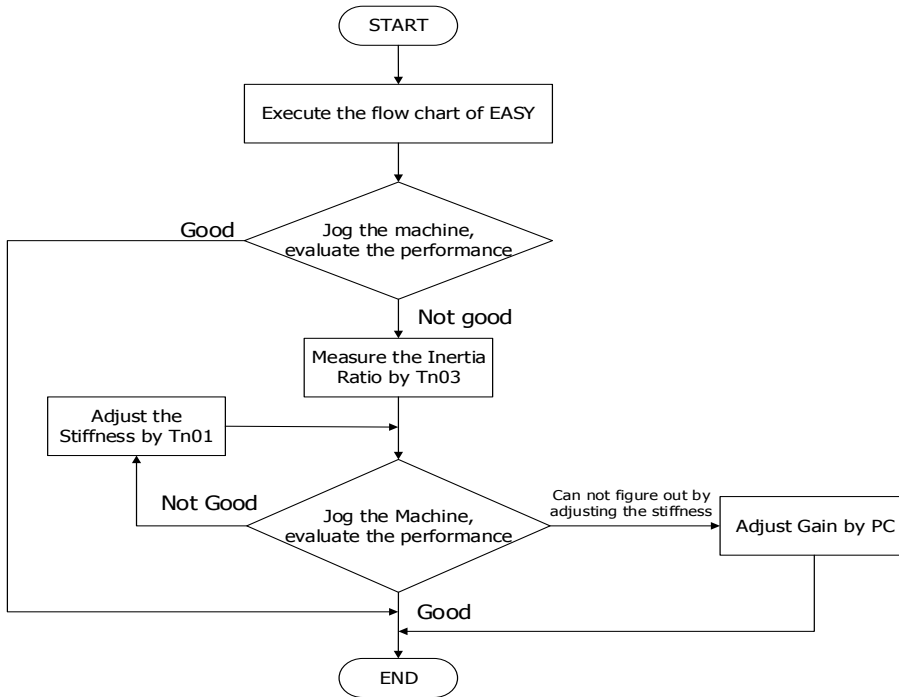 START
Execute the flow chart of EASY
Good
Jog the machine,
evaluate the performance
Not good
Measure the Inertia
Ratio by Tn03
Adjust the
Stiffness by Tn01
Not Good
Jog the Machine,
evaluate the performance
Can not figure out by
adjusting the stiffness
Adjust Gain by PC
Good
END